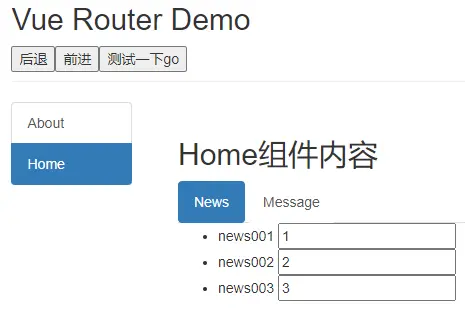 Vue Router Demo
后退 前进 测试一下go
About
Home
Home组件内容
News Message
news001 1
news002 2
news003 3